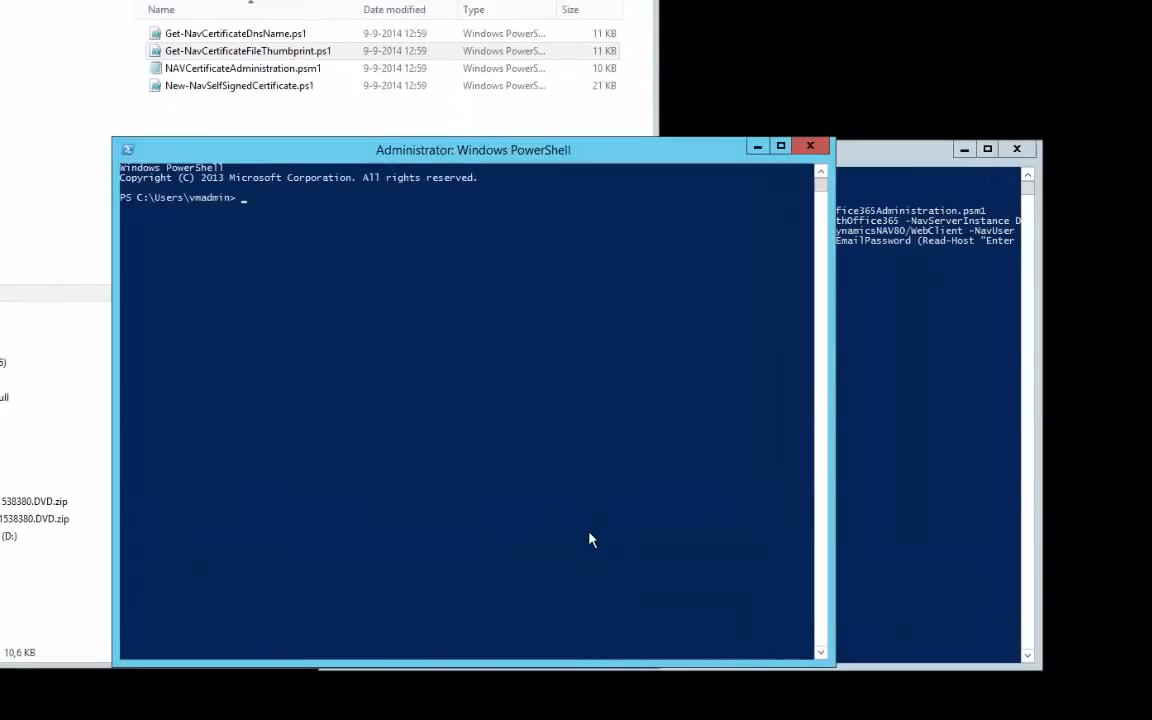 Name Date modified Type Size
Get-NavCertificateDnsName.ps1 9-9-2014 12:59 Windows PowerS... 11 KB
Get-NavCertificateFileThumbprint.ps1 9-9-2014 12:59 Windows PowerS... 11 KB
NAVCertificateAdministration.psm1 9-9-2014 12:59 Windows PowerS... 10 KB
New-NavSelfSignedCertificate.ps1 9-9-2014 12:59 Windows PowerS... 21 KB
Administrator: Windows PowerShell
Windows PowerShell
Copyright (C) 2013 Microsoft Corporation. All rights reserved.
PS C:\Users\vmadmin> _
fice365Administration.psm1
thOffice365 -NavServerInstance D
ynamicsNAV80/WebClient -NavUser
EmailPassword (Read-Host "Enter
ull
538380.DVD.zip
1538380.DVD.zip
(D:)
10,6 KB